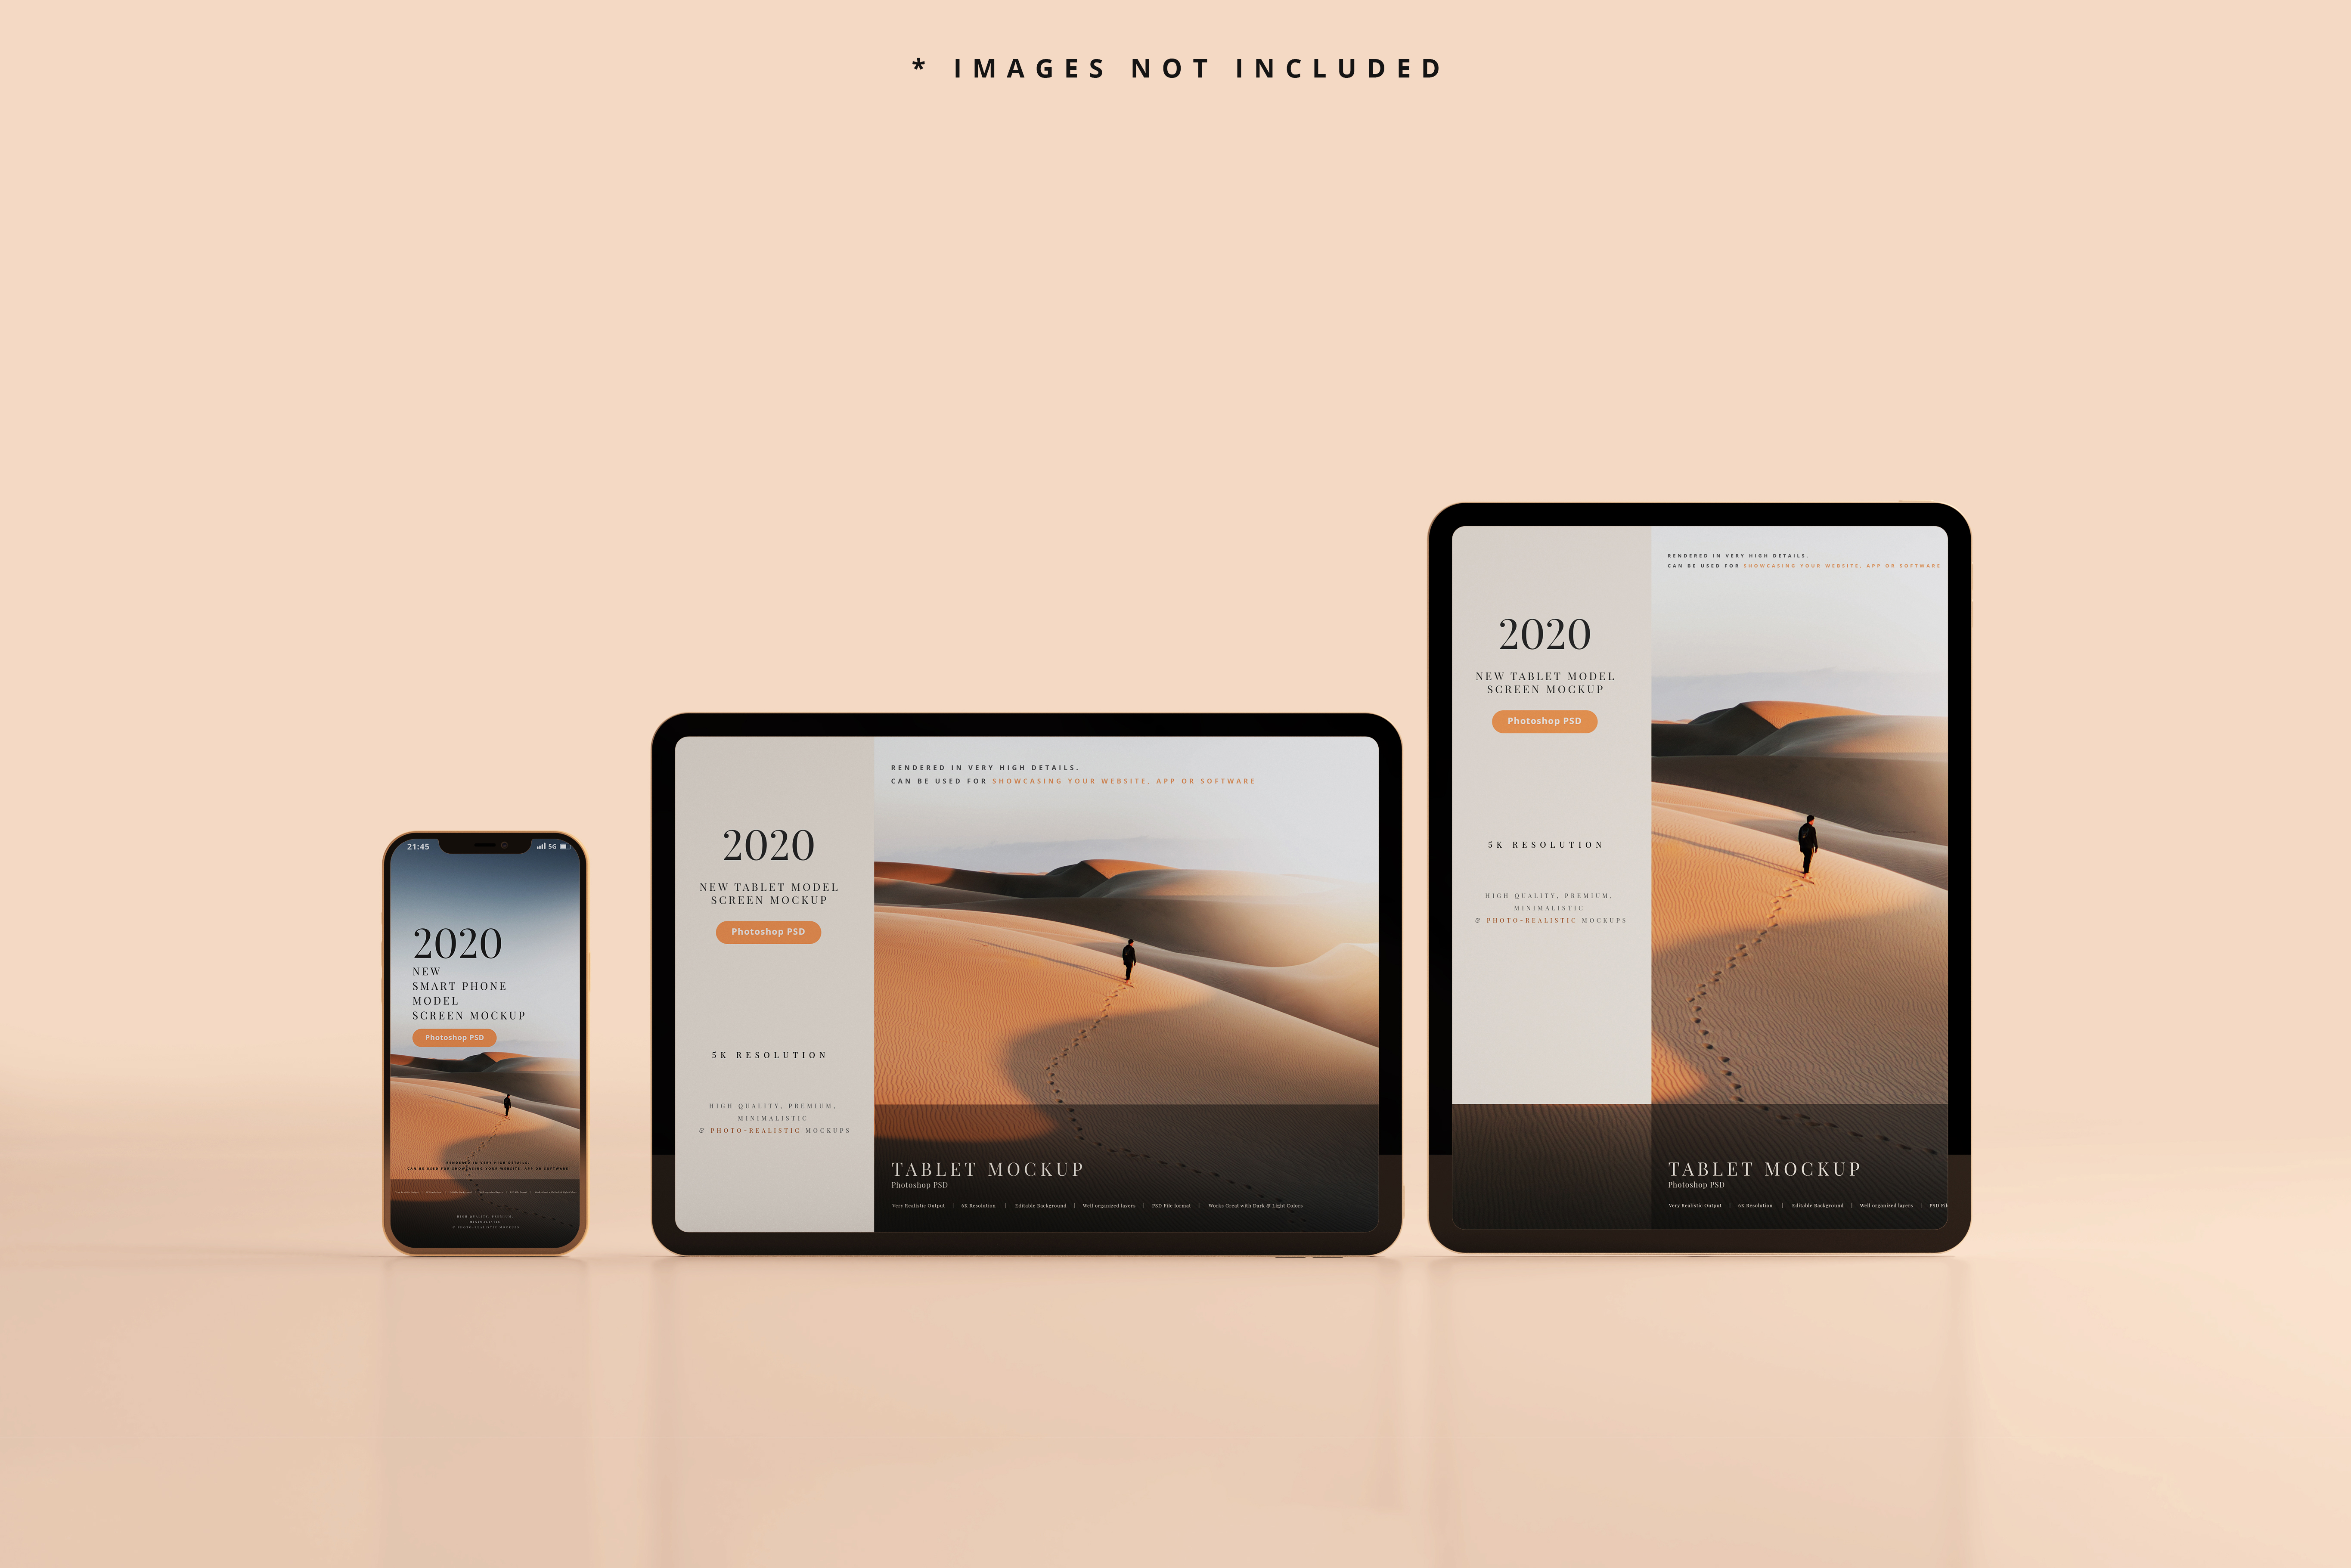 * IMAGES NOT INCLUDED
21:45
5G
2020
NEW
SMART PHONE
MODEL
SCREEN MOCKUP
Photoshop PSD
RENDERED IN VERY HIGH DETAILS.
CAN BE USED FOR SHOWCASING YOUR WEBSITE, APP OR SOFTWARE
HIGH QUALITY, PREMIUM,
MINIMALISTIC
& PHOTO-REALISTIC MOCKUPS
2020
NEW TABLET MODEL
SCREEN MOCKUP
Photoshop PSD
5K RESOLUTION
HIGH QUALITY, PREMIUM,
MINIMALISTIC
& PHOTO-REALISTIC MOCKUPS
RENDERED IN VERY HIGH DETAILS.
CAN BE USED FOR SHOWCASING YOUR WEBSITE, APP OR SOFTWARE
TABLET MOCKUP
Photoshop PSD
Very Realistic Output | 6K Resolution | Editable Background | Well organized layers | PSD File format | Works Great with Dark & Light Colors
2020
NEW TABLET MODEL
SCREEN MOCKUP
Photoshop PSD
5K RESOLUTION
HIGH QUALITY, PREMIUM,
MINIMALISTIC
& PHOTO-REALISTIC MOCKUPS
RENDERED IN VERY HIGH DETAILS.
CAN BE USED FOR SHOWCASING YOUR WEBSITE, APP OR SOFTWARE
TABLET MOCKUP
Photoshop PSD
Very Realistic Output | 6K Resolution | Editable Background | Well organized layers | PSD Fil